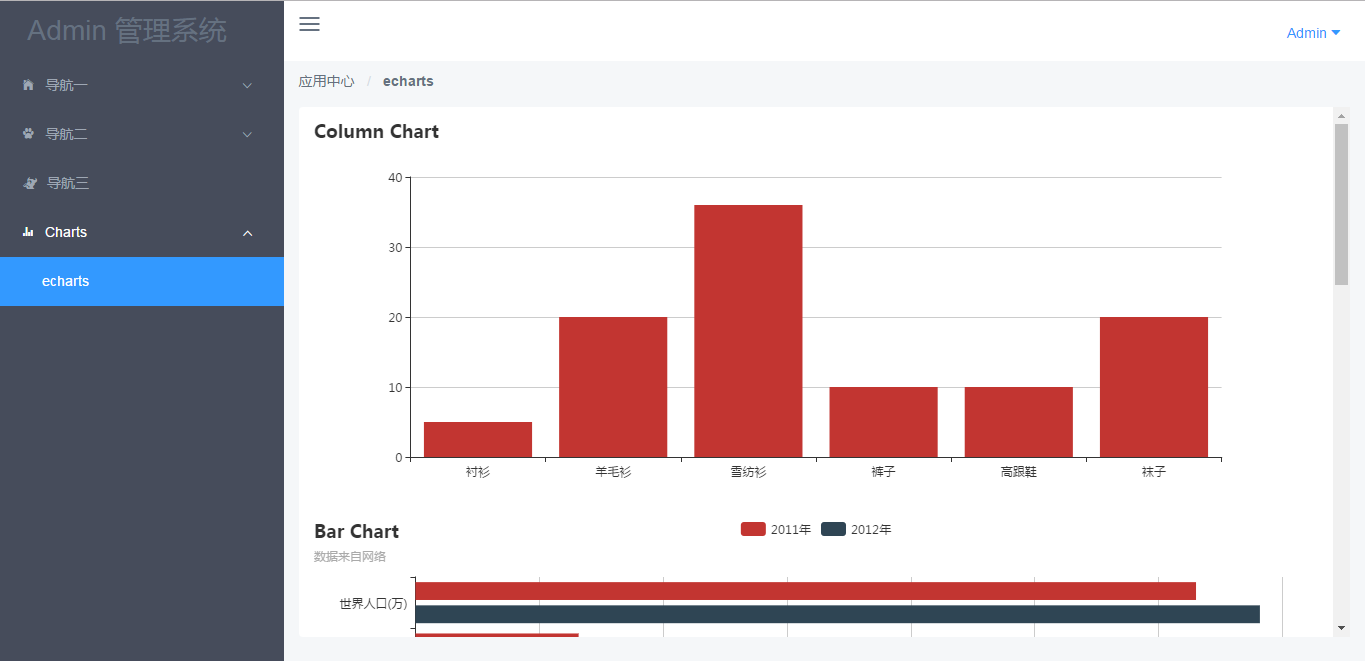 Admin 管理系统
Admin
导航一
导航二
导航三
Charts
echarts
应用中心 / echarts
Column Chart
40
30
20
10
0
衬衫 羊毛衫 雪纺衫 裤子 高跟鞋 袜子
Bar Chart
2011年 2012年
数据来自网络
世界人口(万)